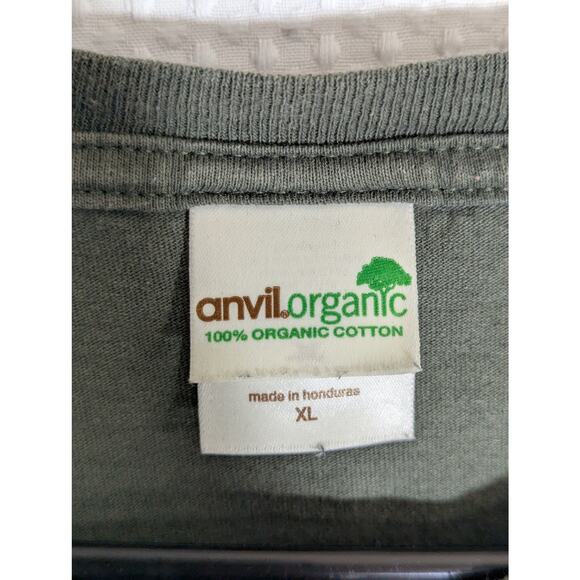 anvil®organic
100% ORGANIC COTTON
made in honduras
XL